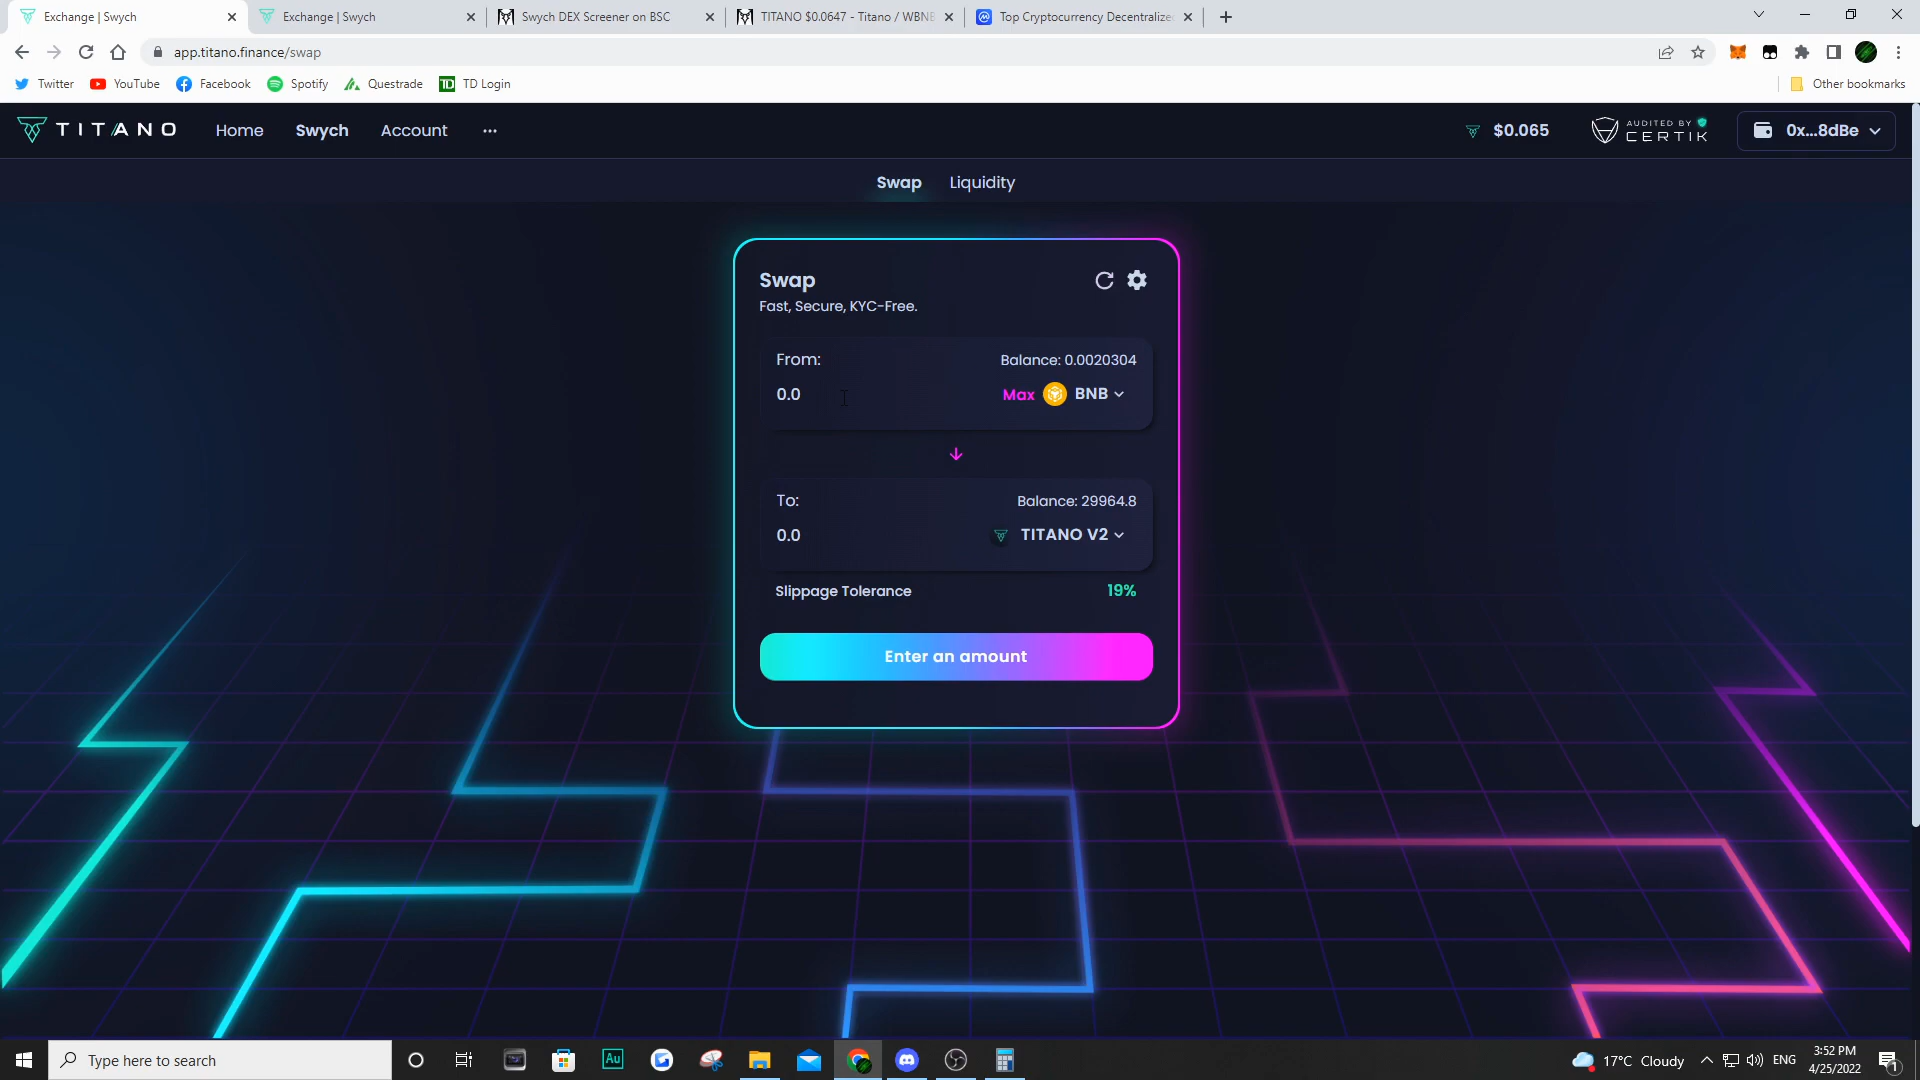 Exchange | Swych
Exchange | Swych
Swych DEX Screener on BSC
TITANO $0.0647 - Titano / WBNB
Top Cryptocurrency Decentralize
app.titano.finance/swap
Twitter
YouTube
Facebook
Spotify
Questrade
TD Login
Other bookmarks
TITANO
Home
Swych
Account
$0.065
AUDITED BY
CERTIK
0x...8dBe
Swap
Liquidity
Swap
Fast, Secure, KYC-Free.
From:
Balance: 0.0020304
0.0
Max
BNB
To:
Balance: 29964.8
0.0
TITANO V2
Slippage Tolerance
19%
Enter an amount
Type here to search
Au
17°C Cloudy
ENG
3:52 PM
4/25/2022
1